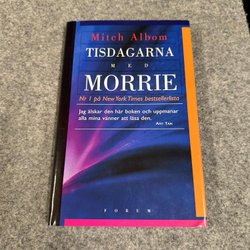 Mitch Albom
TISDAGARNA
MED
MORRIE
Nr 1 på New York Times bestsellerlista
Jag älskar den här boken och uppmanar
alla mina vänner att läsa den.
AMY TAN
FORUM